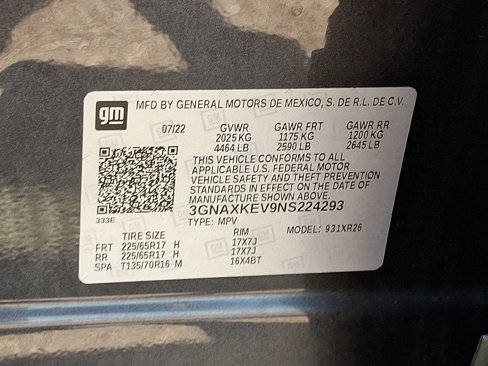 gm MFD BY GENERAL MOTORS DE MEXICO, S. DE R.L. DE C.V.
07/22 GVWR GAWR FRT GAWR RR
2025 KG 1175 KG 1200 KG
4464 LB 2590 LB 2645 LB
THIS VEHICLE CONFORMS TO ALL
APPLICABLE U.S. FEDERAL MOTOR
VEHICLE SAFETY AND THEFT PREVENTION
STANDARDS IN EFFECT ON THE DATE OF
MANUFACTURE SHOWN ABOVE.
333E 3GNAXKEV9NS224293
TYPE: MPV
TIRE SIZE RIM MODEL: 931XR26
FRT 225/65R17 H 17X7J
RR 225/65R17 H 17X7J
SPA T135/70R16 M 16X4BT